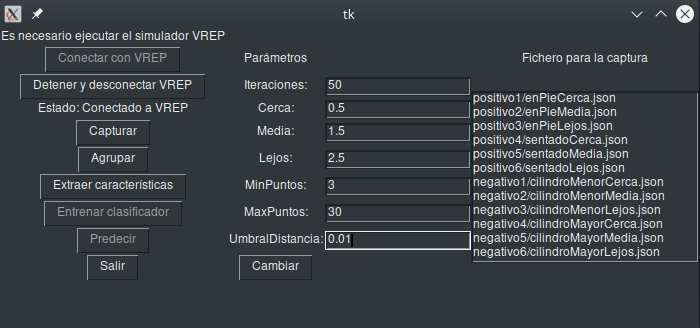 tk
Es necesario ejecutar el simulador VREP
Conectar con VREP
Detener y desconectar VREP
Estado: Conectado a VREP
Capturar
Agrupar
Extraer características
Entrenar clasificador
Predecir
Salir
Parámetros
Iteraciones: 50
Cerca: 0.5
Media: 1.5
Lejos: 2.5
MinPuntos: 3
MaxPuntos: 30
UmbralDistancia: 0.01
Cambiar
Fichero para la captura
positivo1/enPieCerca.json
positivo2/enPieMedia.json
positivo3/enPieLejos.json
positivo4/sentadoCerca.json
positivo5/sentadoMedia.json
positivo6/sentadoLejos.json
negativo1/cilindroMenorCerca.json
negativo2/cilindroMenorMedia.json
negativo3/cilindroMenorLejos.json
negativo4/cilindroMayorCerca.json
negativo5/cilindroMayorMedia.json
negativo6/cilindroMayorLejos.json